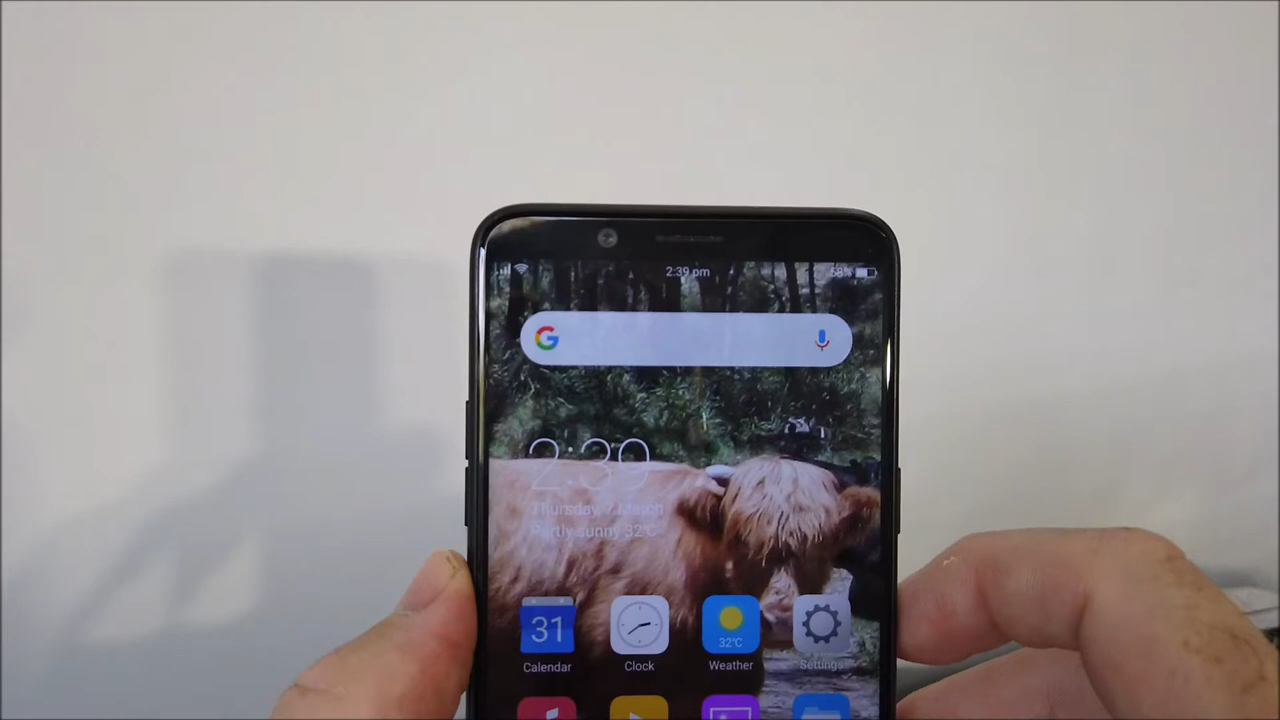 2:39 pm
58%
G
2:39
Thursday, 7 March
Partly sunny 32°C
31
32°C
Calendar
Clock
Weather
Settings